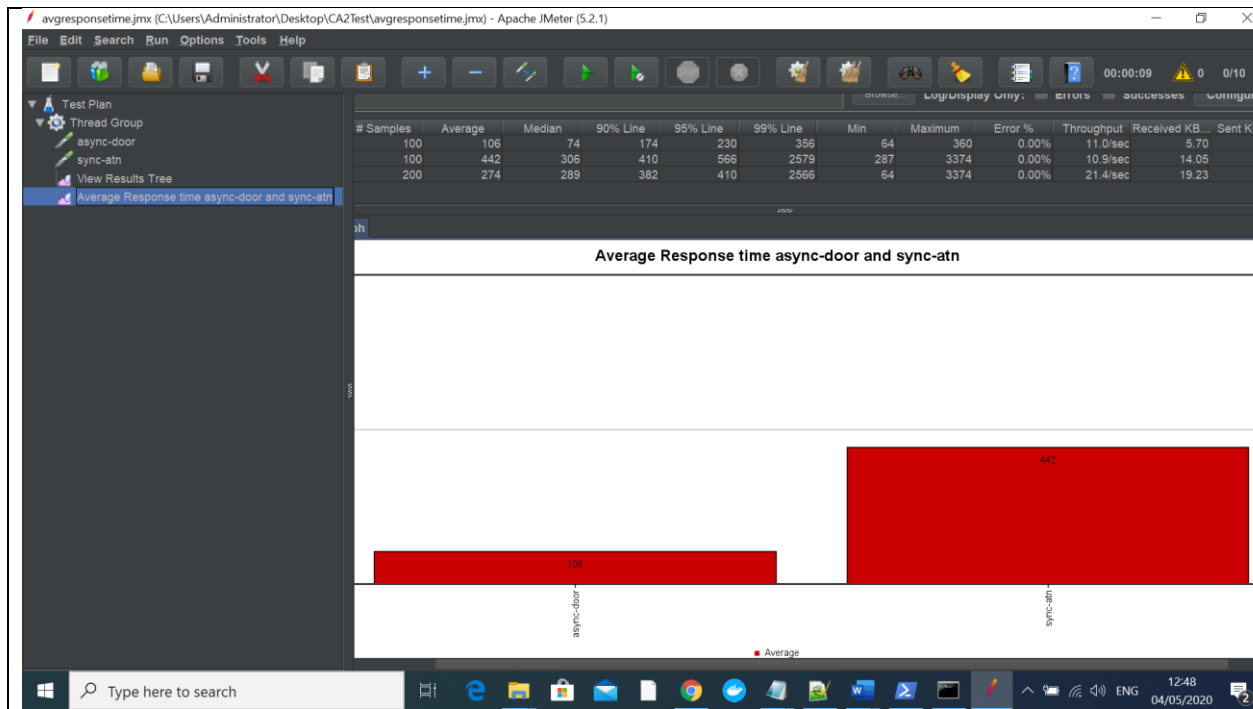 avgresponsetime.jmx (C:\Users\Administrator\Desktop\CA2Test\avgresponsetime.jmx) - Apache JMeter (5.2.1)
File Edit Search Run Options Tools Help
00:00:09 0 0/10
Browse... Log/Display Only: Errors Successes Configu
Test Plan
Thread Group
async-door
sync-atn
View Results Tree
Average Response time async-door and sync-atn
# Samples Average Median 90% Line 95% Line 99% Line Min Maximum Error % Throughput Received KB... Sent K
100 106 74 174 230 356 64 360 0.00% 11.0/sec 5.70
100 442 306 410 566 2579 287 3374 0.00% 10.9/sec 14.05
200 274 289 382 410 2566 64 3374 0.00% 21.4/sec 19.23
ph
Average Response time async-door and sync-atn
442
106
async-door
sync-atn
Average
Type here to search
ENG
12:48
04/05/2020
2